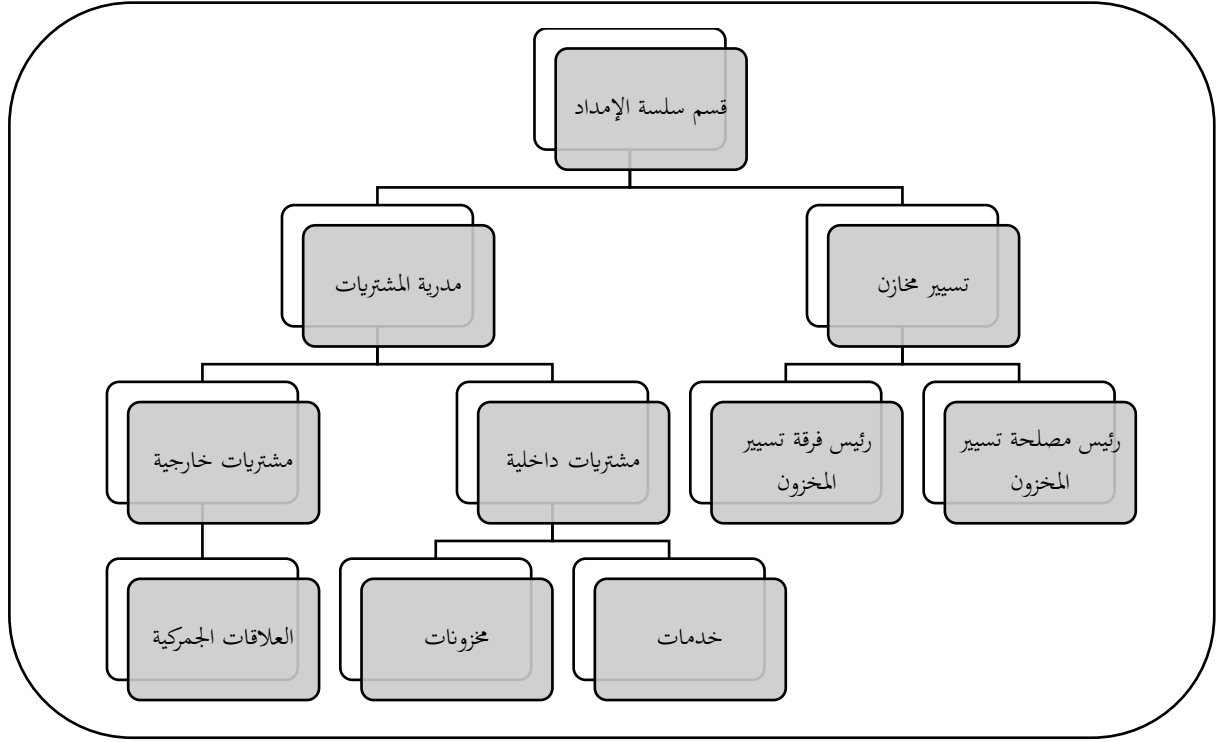 قسم سلسة الإمداد
تسيير مخازن
مدرية المشتريات
رئيس مصلحة تسيير
المخزون
رئيس فرقة تسيير
المخزون
مشتريات داخلية
مشتريات خارجية
خدمات
مخزونات
العلاقات الجمركية